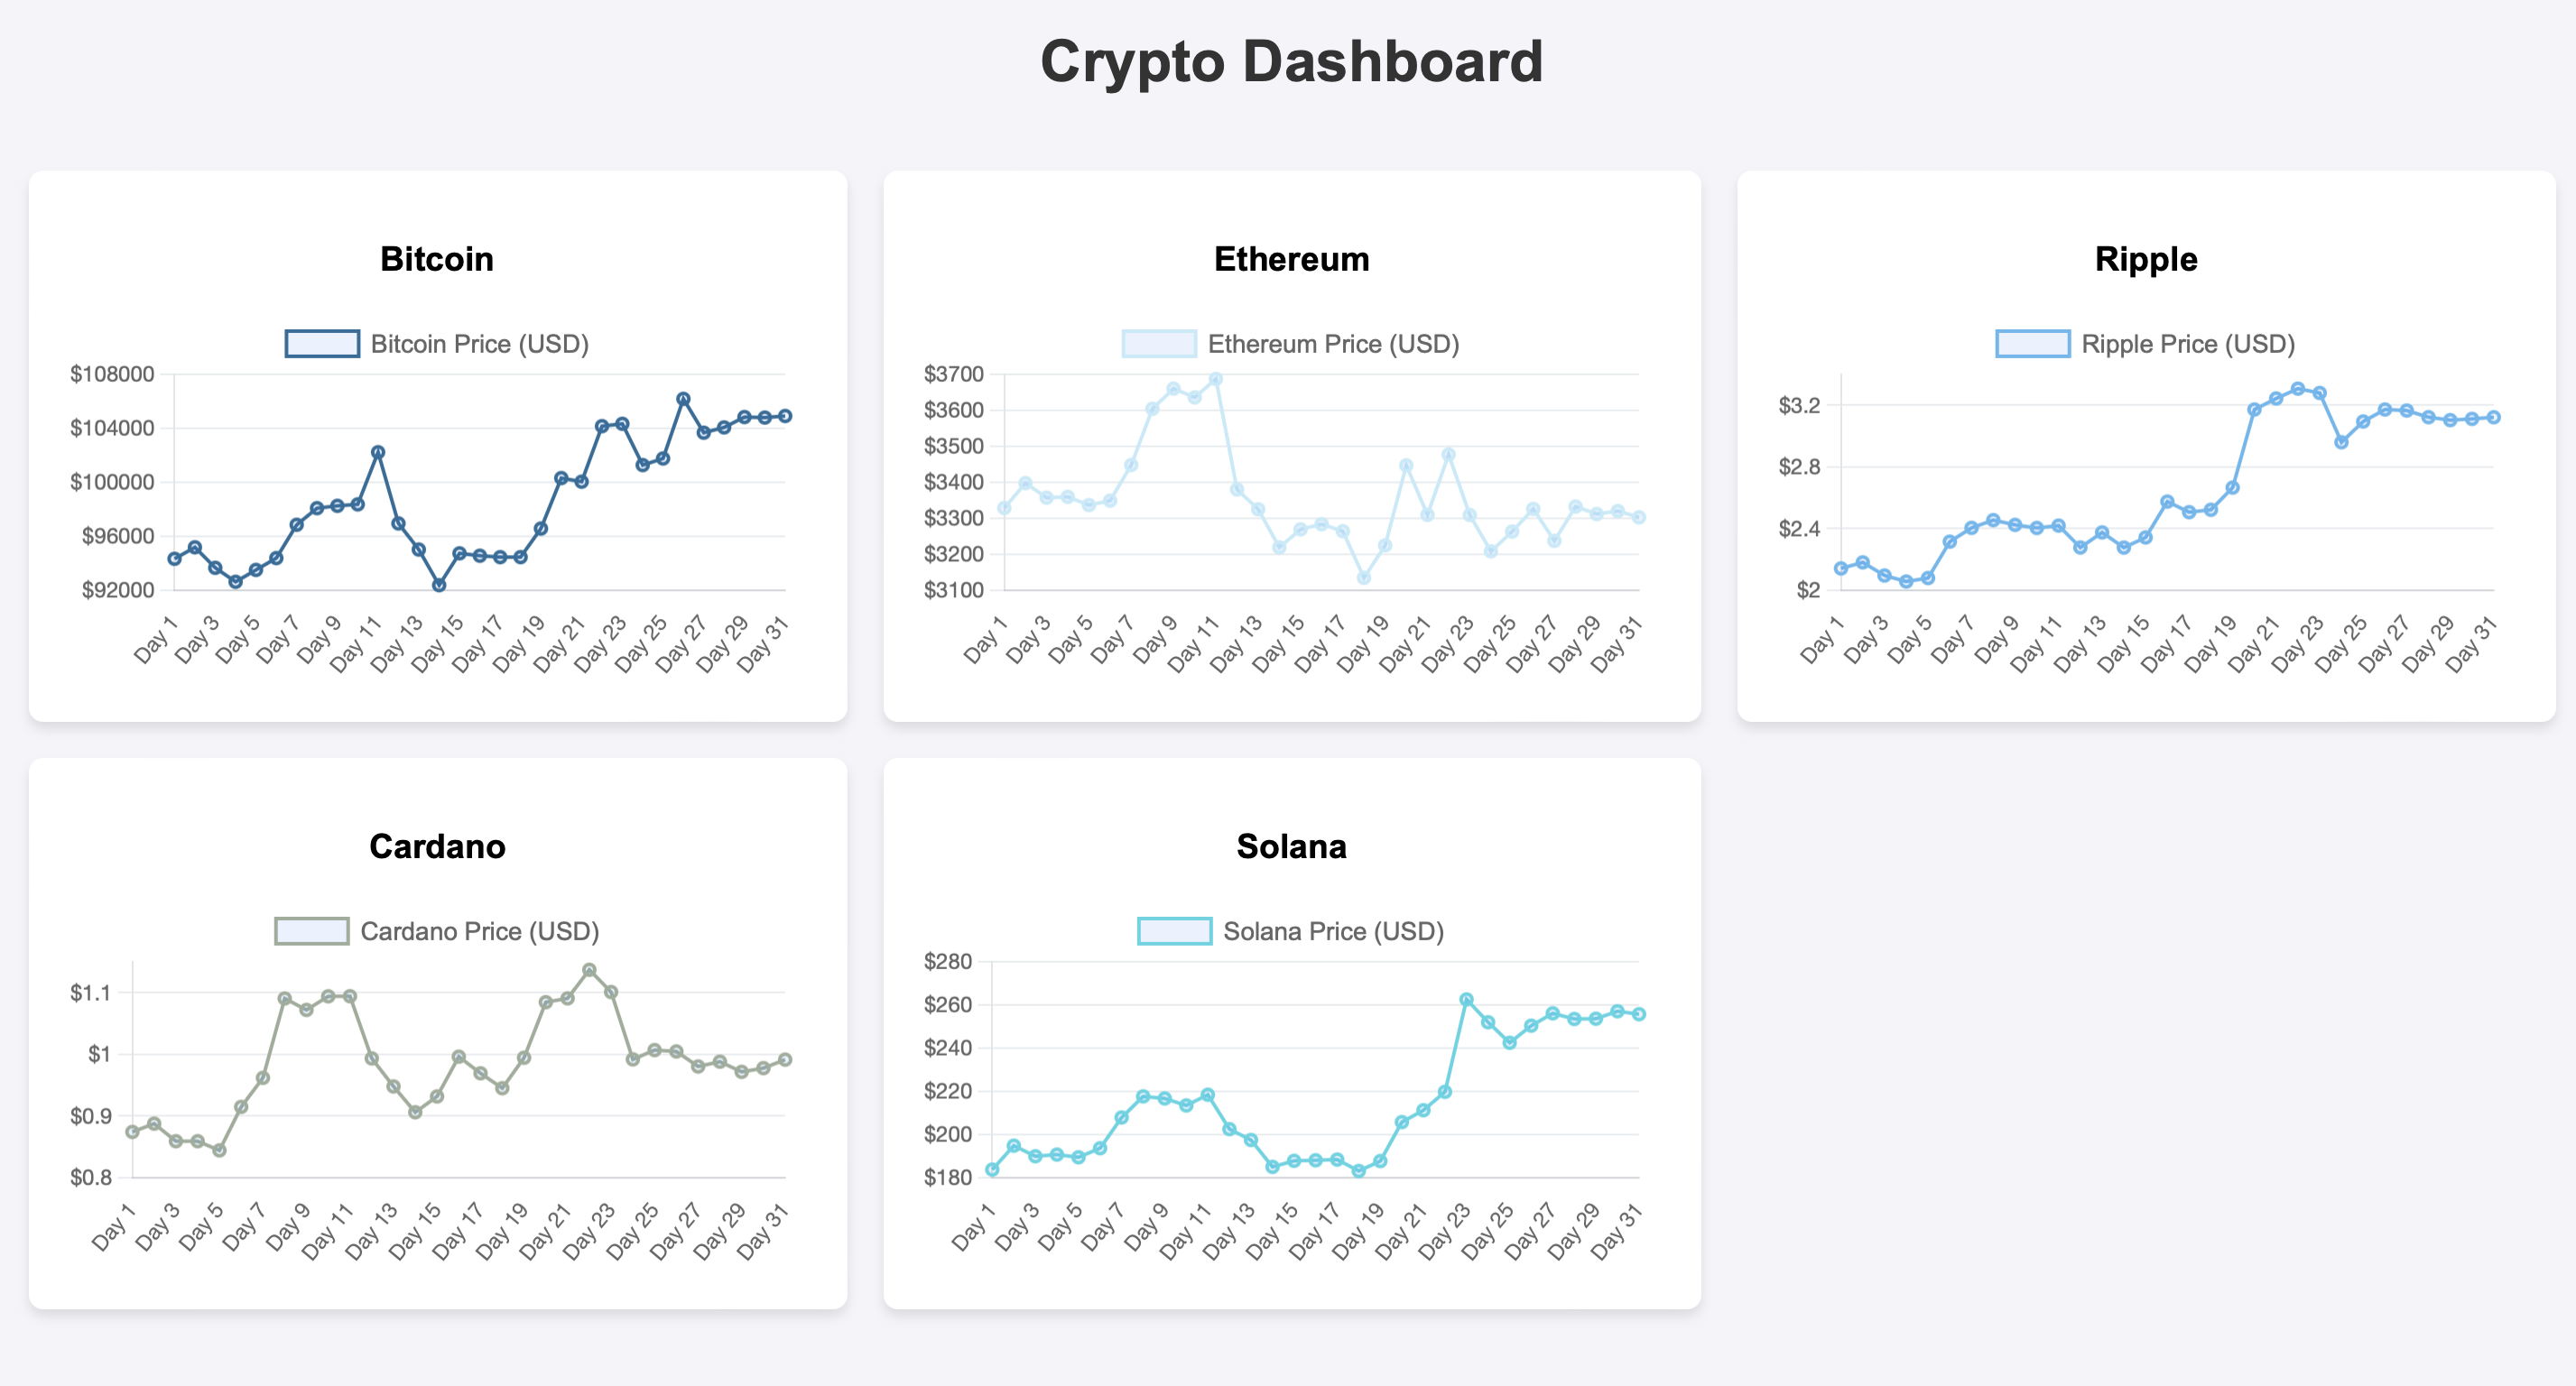 Crypto Dashboard
Bitcoin
Bitcoin Price (USD)
$108000
$104000
$100000
$96000
$92000
Day 1
Day 3
Day 5
Day 7
Day 9
Day 11
Day 13
Day 15
Day 17
Day 19
Day 21
Day 23
Day 25
Day 27
Day 29
Day 31
Ethereum
Ethereum Price (USD)
$3700
$3600
$3500
$3400
$3300
$3200
$3100
Day 1
Day 3
Day 5
Day 7
Day 9
Day 11
Day 13
Day 15
Day 17
Day 19
Day 21
Day 23
Day 25
Day 27
Day 29
Day 31
Ripple
Ripple Price (USD)
$3.2
$2.8
$2.4
$2
Day 1
Day 3
Day 5
Day 7
Day 9
Day 11
Day 13
Day 15
Day 17
Day 19
Day 21
Day 23
Day 25
Day 27
Day 29
Day 31
Cardano
Cardano Price (USD)
$1.1
$1
$0.9
$0.8
Day 1
Day 3
Day 5
Day 7
Day 9
Day 11
Day 13
Day 15
Day 17
Day 19
Day 21
Day 23
Day 25
Day 27
Day 29
Day 31
Solana
Solana Price (USD)
$280
$260
$240
$220
$200
$180
Day 1
Day 3
Day 5
Day 7
Day 9
Day 11
Day 13
Day 15
Day 17
Day 19
Day 21
Day 23
Day 25
Day 27
Day 29
Day 31